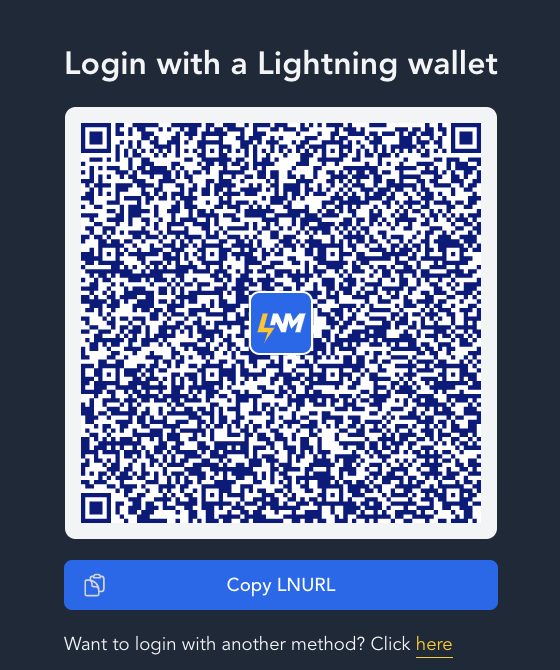 Login with a Lightning wallet
LNM
Copy LNURL
Want to login with another method? Click here